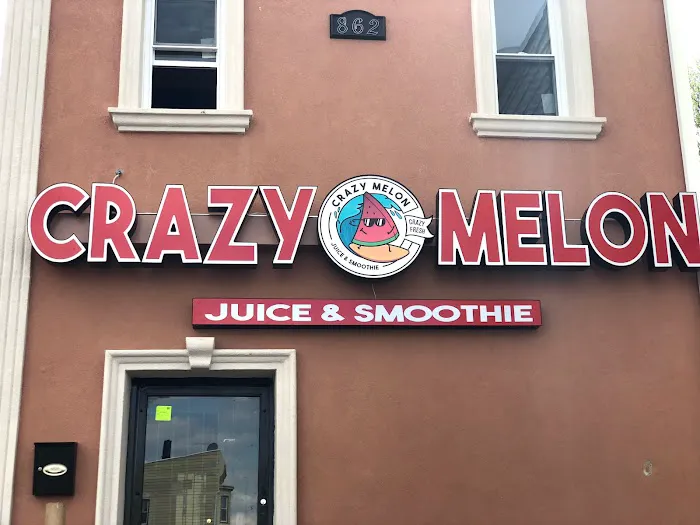 862
CRAZY MELON
CRAZY MELON
CRAZY
FRESH
JUICE & SMOOTHIE
JUICE & SMOOTHIE